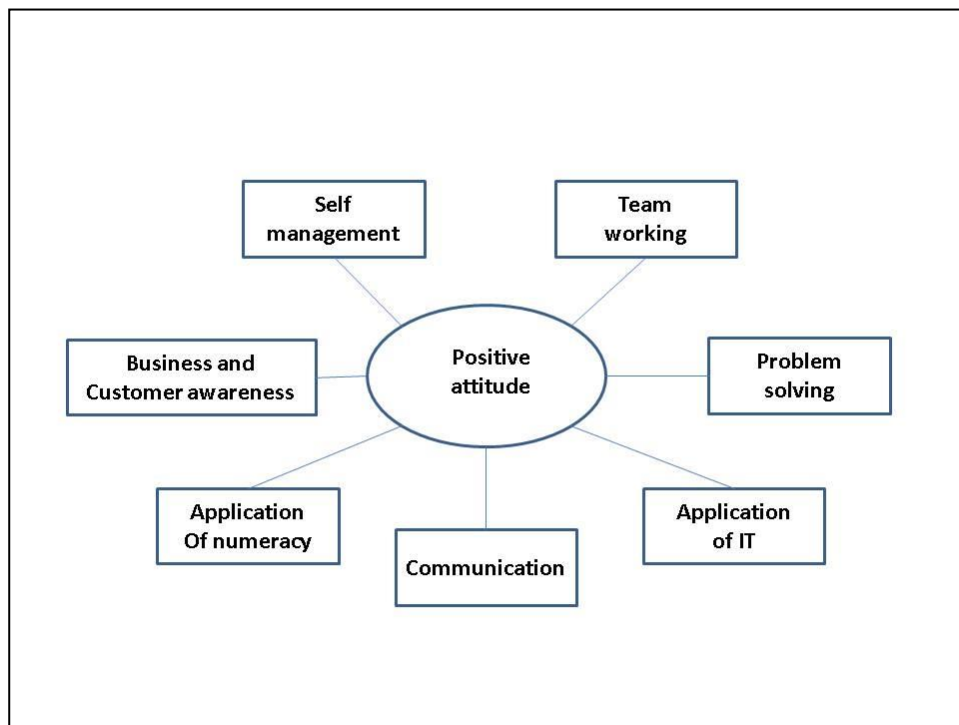 Self
management
Team
working
Business and
Customer awareness
Positive
attitude
Problem
solving
Application
Of numeracy
Communication
Application
of IT